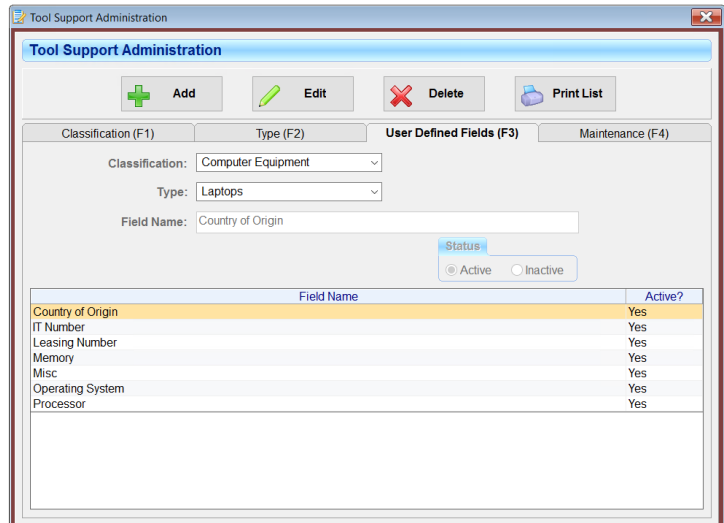 Tool Support Administration
Tool Support Administration
Add Edit Delete Print List
Classification (F1) Type (F2) User Defined Fields (F3) Maintenance (F4)
Classification: Computer Equipment
Type: Laptops
Field Name: Country of Origin
Status
Active Inactive
Field Name Active?
Country of Origin Yes
IT Number Yes
Leasing Number Yes
Memory Yes
Misc Yes
Operating System Yes
Processor Yes